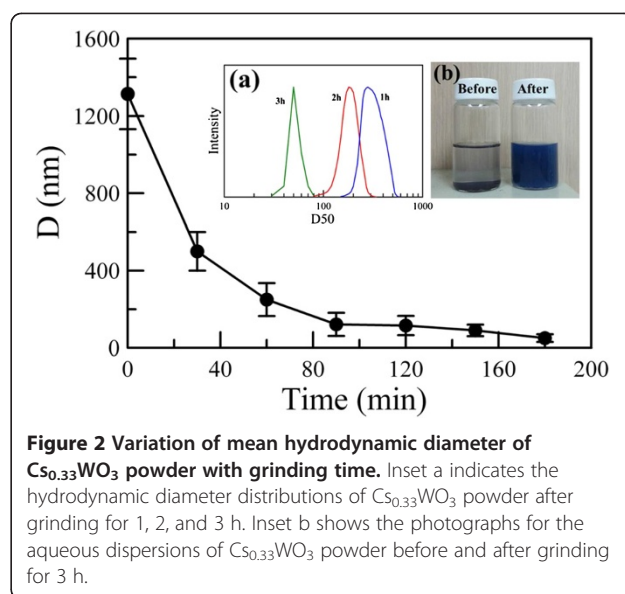 1600
1200
800
400
0
D (nm)
0 40 80 120 160 200
Time (min)
(a)
3h 2h 1h
Intensity
10 100 1000
D50
(b)
Before After
Figure 2 Variation of mean hydrodynamic diameter of
Cs0.33WO3 powder with grinding time. Inset a indicates the
hydrodynamic diameter distributions of Cs0.33WO3 powder after
grinding for 1, 2, and 3 h. Inset b shows the photographs for the
aqueous dispersions of Cs0.33WO3 powder before and after grinding
for 3 h.